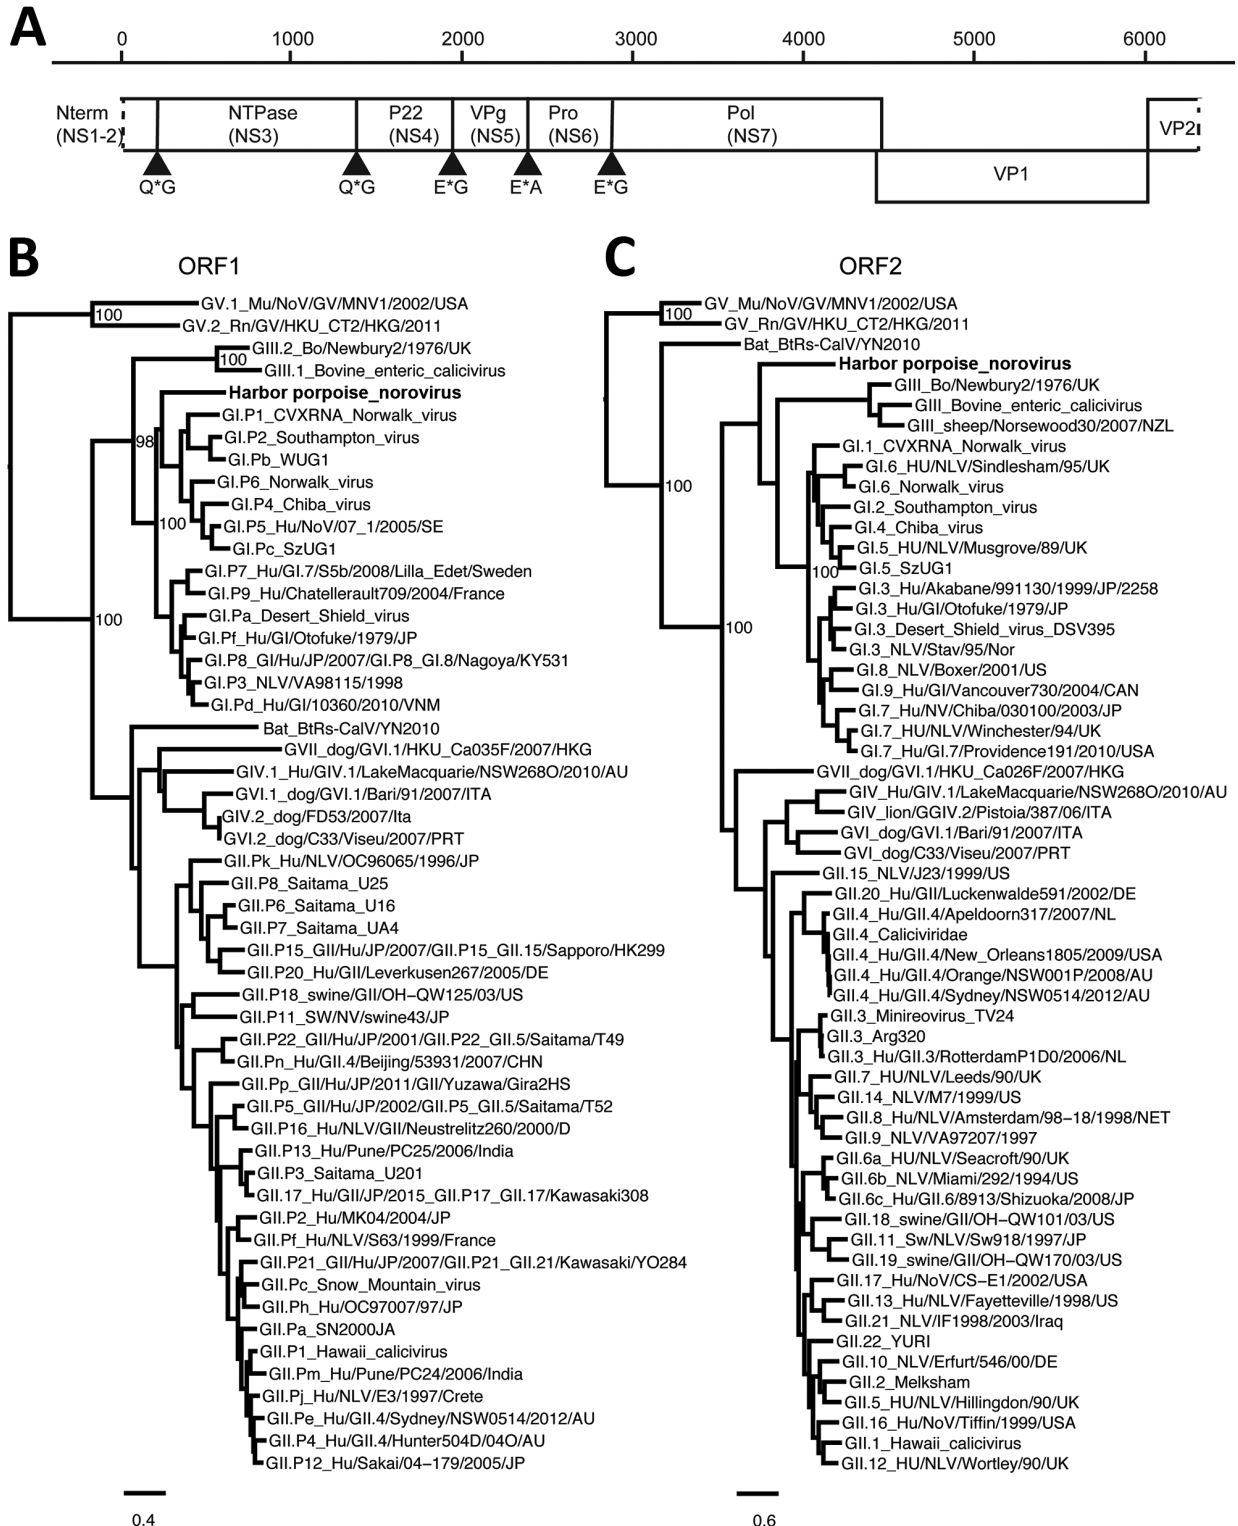 A
0 1000 2000 3000 4000 5000 6000
Nterm (NS1-2)
NTPase (NS3)
P22 (NS4)
VPg (NS5)
Pro (NS6)
Pol (NS7)
VP1
VP2
Q*G Q*G E*G E*A E*G
B
ORF1
GV.1_Mu/NoV/GV/MNV1/2002/USA
100
GV.2_Rn/GV/HKU_CT2/HKG/2011
GIII.2_Bo/Newbury2/1976/UK
100
GIII.1_Bovine_enteric_calicivirus
Harbor porpoise_norovirus
GI.P1_CVXRNA_Norwalk_virus
GI.P2_Southampton_virus
98
GI.Pb_WUG1
GI.P6_Norwalk_virus
GI.P4_Chiba_virus
100
GI.P5_Hu/NoV/07_1/2005/SE
GI.Pc_SzUG1
GI.P7_Hu/GI.7/S5b/2008/Lilla_Edet/Sweden
GI.P9_Hu/Chatellerault709/2004/France
GI.Pa_Desert_Shield_virus
100
GI.Pf_Hu/GI/Otofuke/1979/JP
GI.P8_GI/Hu/JP/2007/GI.P8_GI.8/Nagoya/KY531
GI.P3_NLV/VA98115/1998
GI.Pd_Hu/GI/10360/2010/VNM
Bat_BtRs-CalV/YN2010
GVII_dog/GVI.1/HKU_Ca035F/2007/HKG
GIV.1_Hu/GIV.1/LakeMacquarie/NSW268O/2010/AU
GVI.1_dog/GVI.1/Bari/91/2007/ITA
GIV.2_dog/FD53/2007/Ita
GVI.2_dog/C33/Viseu/2007/PRT
GII.Pk_Hu/NLV/OC96065/1996/JP
GII.P8_Saitama_U25
GII.P6_Saitama_U16
GII.P7_Saitama_UA4
GII.P15_GII/Hu/JP/2007/GII.P15_GII.15/Sapporo/HK299
GII.P20_Hu/GII/Leverkusen267/2005/DE
GII.P18_swine/GII/OH−QW125/03/US
GII.P11_SW/NV/swine43/JP
GII.P22_GII/Hu/JP/2001/GII.P22_GII.5/Saitama/T49
GII.Pn_Hu/GII.4/Beijing/53931/2007/CHN
GII.Pp_GII/Hu/JP/2011/GII/Yuzawa/Gira2HS
GII.P5_GII/Hu/JP/2002/GII.P5_GII.5/Saitama/T52
GII.P16_Hu/NLV/GII/Neustrelitz260/2000/D
GII.P13_Hu/Pune/PC25/2006/India
GII.P3_Saitama_U201
GII.17_Hu/GII/JP/2015_GII.P17_GII.17/Kawasaki308
GII.P2_Hu/MK04/2004/JP
GII.Pf_Hu/NLV/S63/1999/France
GII.P21_GII/Hu/JP/2007/GII.P21_GII.21/Kawasaki/YO284
GII.Pc_Snow_Mountain_virus
GII.Ph_Hu/OC97007/97/JP
GII.Pa_SN2000JA
GII.P1_Hawaii_calicivirus
GII.Pm_Hu/Pune/PC24/2006/India
GII.Pj_Hu/NLV/E3/1997/Crete
GII.Pe_Hu/GII.4/Sydney/NSW0514/2012/AU
GII.P4_Hu/GII.4/Hunter504D/04O/AU
GII.P12_Hu/Sakai/04−179/2005/JP
0.4
C
ORF2
GV_Mu/NoV/GV/MNV1/2002/USA
100
GV_Rn/GV/HKU_CT2/HKG/2011
Bat_BtRs-CalV/YN2010
Harbor porpoise_norovirus
GIII_Bo/Newbury2/1976/UK
GIII_Bovine_enteric_calicivirus
GIII_sheep/Norsewood30/2007/NZL
GI.1_CVXRNA_Norwalk_virus
GI.6_HU/NLV/Sindlesham/95/UK
100
GI.6_Norwalk_virus
GI.2_Southampton_virus
GI.4_Chiba_virus
GI.5_HU/NLV/Musgrove/89/UK
GI.5_SzUG1
100
GI.3_Hu/Akabane/991130/1999/JP/2258
GI.3_Hu/GI/Otofuke/1979/JP
100
GI.3_Desert_Shield_virus_DSV395
GI.3_NLV/Stav/95/Nor
GI.8_NLV/Boxer/2001/US
GI.9_Hu/GI/Vancouver730/2004/CAN
GI.7_Hu/NV/Chiba/030100/2003/JP
GI.7_HU/NLV/Winchester/94/UK
GI.7_Hu/GI.7/Providence191/2010/USA
GVII_dog/GVI.1/HKU_Ca026F/2007/HKG
GIV_Hu/GIV.1/LakeMacquarie/NSW268O/2010/AU
GIV_lion/GGIV.2/Pistoia/387/06/ITA
GVI_dog/GVI.1/Bari/91/2007/ITA
GVI_dog/C33/Viseu/2007/PRT
GII.15_NLV/J23/1999/US
GII.20_Hu/GII/Luckenwalde591/2002/DE
GII.4_Hu/GII.4/Apeldoorn317/2007/NL
GII.4_Caliciviridae
GII.4_Hu/GII.4/New_Orleans1805/2009/USA
GII.4_Hu/GII.4/Orange/NSW001P/2008/AU
GII.4_Hu/GII.4/Sydney/NSW0514/2012/AU
GII.3_Minireovirus_TV24
GII.3_Arg320
GII.3_Hu/GII.3/RotterdamP1D0/2006/NL
GII.7_HU/NLV/Leeds/90/UK
GII.14_NLV/M7/1999/US
GII.8_Hu/NLV/Amsterdam/98−18/1998/NET
GII.9_NLV/VA97207/1997
GII.6a_HU/NLV/Seacroft/90/UK
GII.6b_NLV/Miami/292/1994/US
GII.6c_Hu/GII.6/8913/Shizuoka/2008/JP
GII.18_swine/GII/OH−QW101/03/US
GII.11_Sw/NLV/Sw918/1997/JP
GII.19_swine/GII/OH−QW170/03/US
GII.17_Hu/NoV/CS−E1/2002/USA
GII.13_Hu/NLV/Fayetteville/1998/US
GII.21_NLV/IF1998/2003/Iraq
GII.22_YURI
GII.10_NLV/Erfurt/546/00/DE
GII.2_Melksham
GII.5_HU/NLV/Hillingdon/90/UK
GII.16_Hu/NoV/Tiffin/1999/USA
GII.1_Hawaii_calicivirus
GII.12_HU/NLV/Wortley/90/UK
0.6